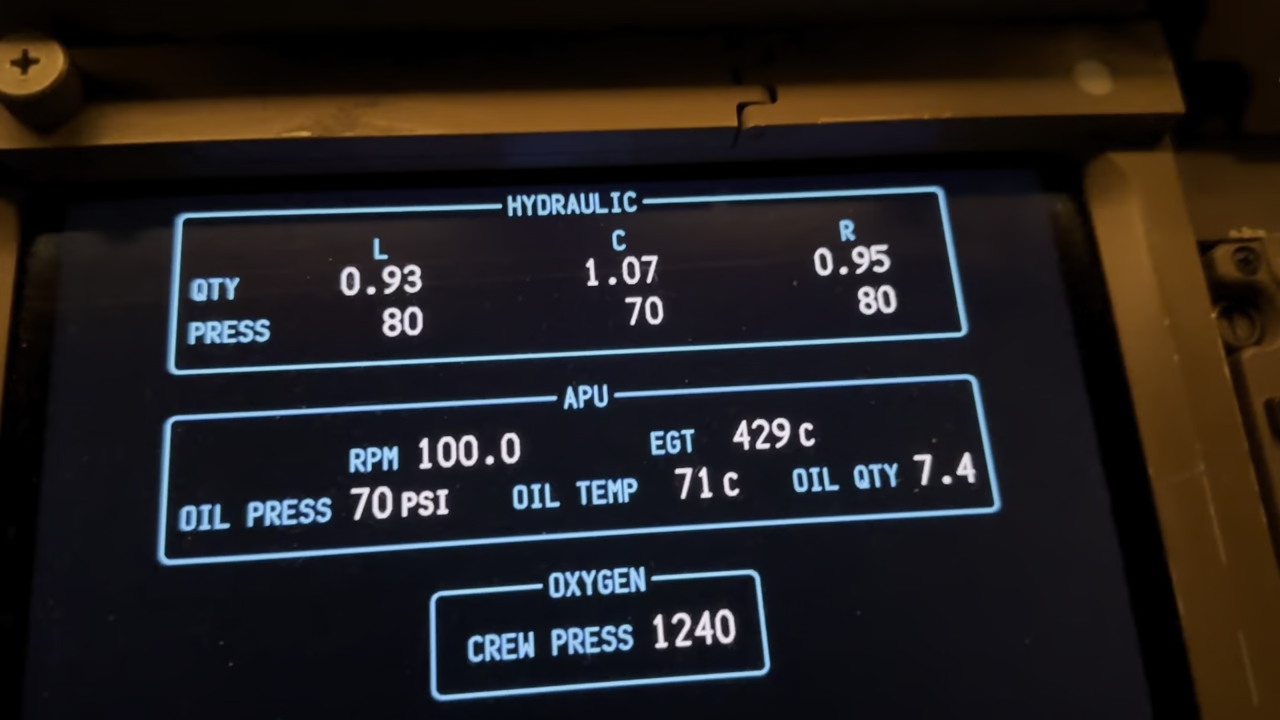 HYDRAULIC
L C R
QTY 0.93 1.07 0.95
PRESS 80 70 80
APU
RPM 100.0 EGT 429 C
OIL PRESS 70 PSI OIL TEMP 71 C OIL QTY 7.4
OXYGEN
CREW PRESS 1240